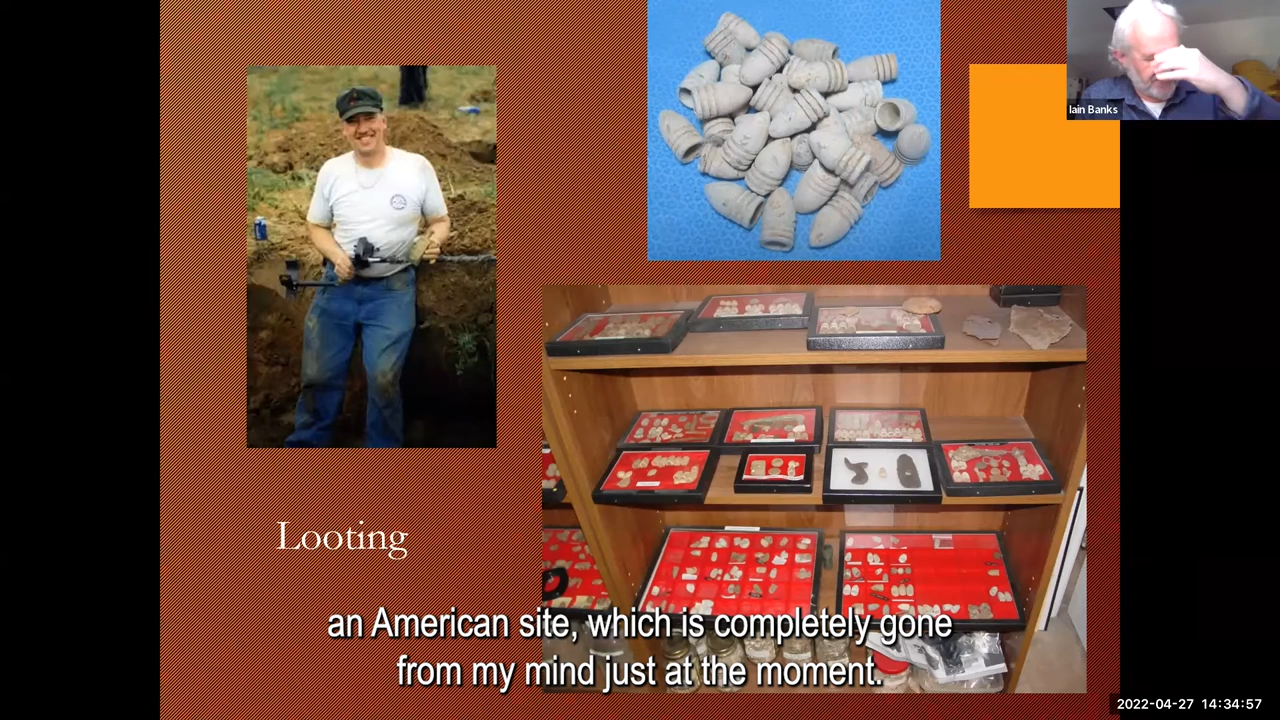 Iain Banks
Looting
an American site, which is completely gone
from my mind just at the moment.
2022-04-27 14:34:57